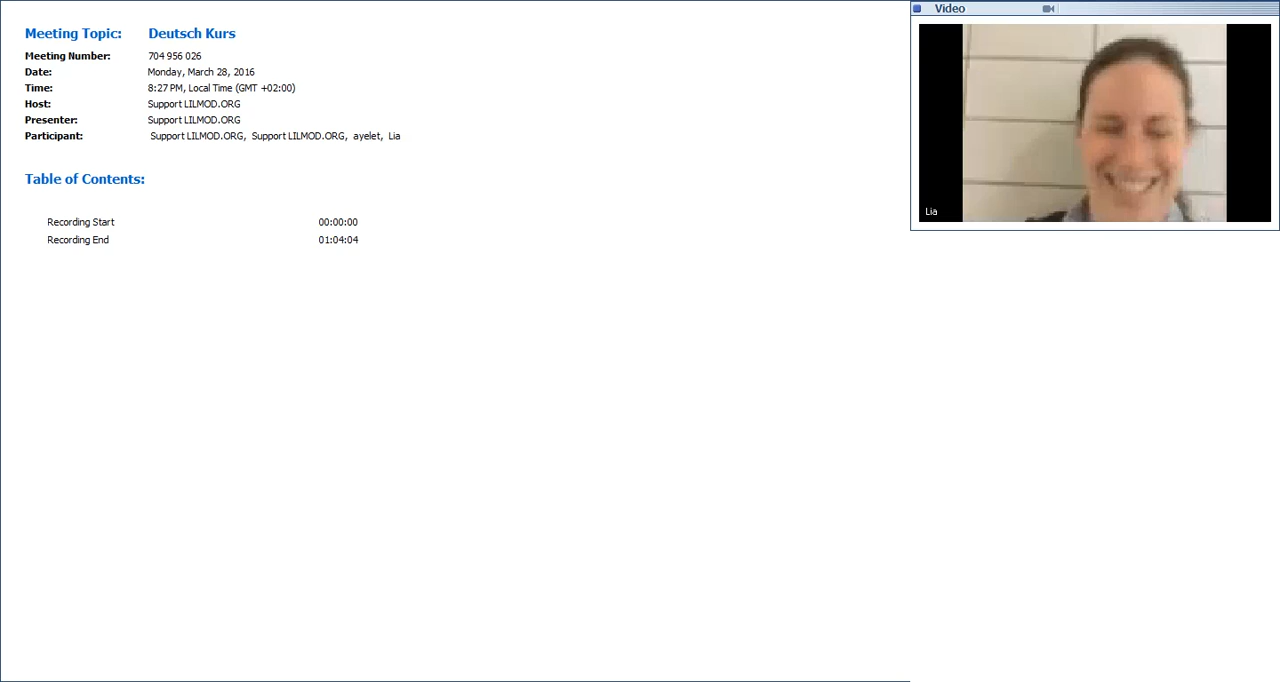 Meeting Topic: Deutsch Kurs
Meeting Number: 704 956 026
Date: Monday, March 28, 2016
Time: 8:27 PM, Local Time (GMT +02:00)
Host: Support LILMOD.ORG
Presenter: Support LILMOD.ORG
Participant: Support LILMOD.ORG, Support LILMOD.ORG, ayelet, Lia
Table of Contents:
Recording Start 00:00:00
Recording End 01:04:04
Video
Lia